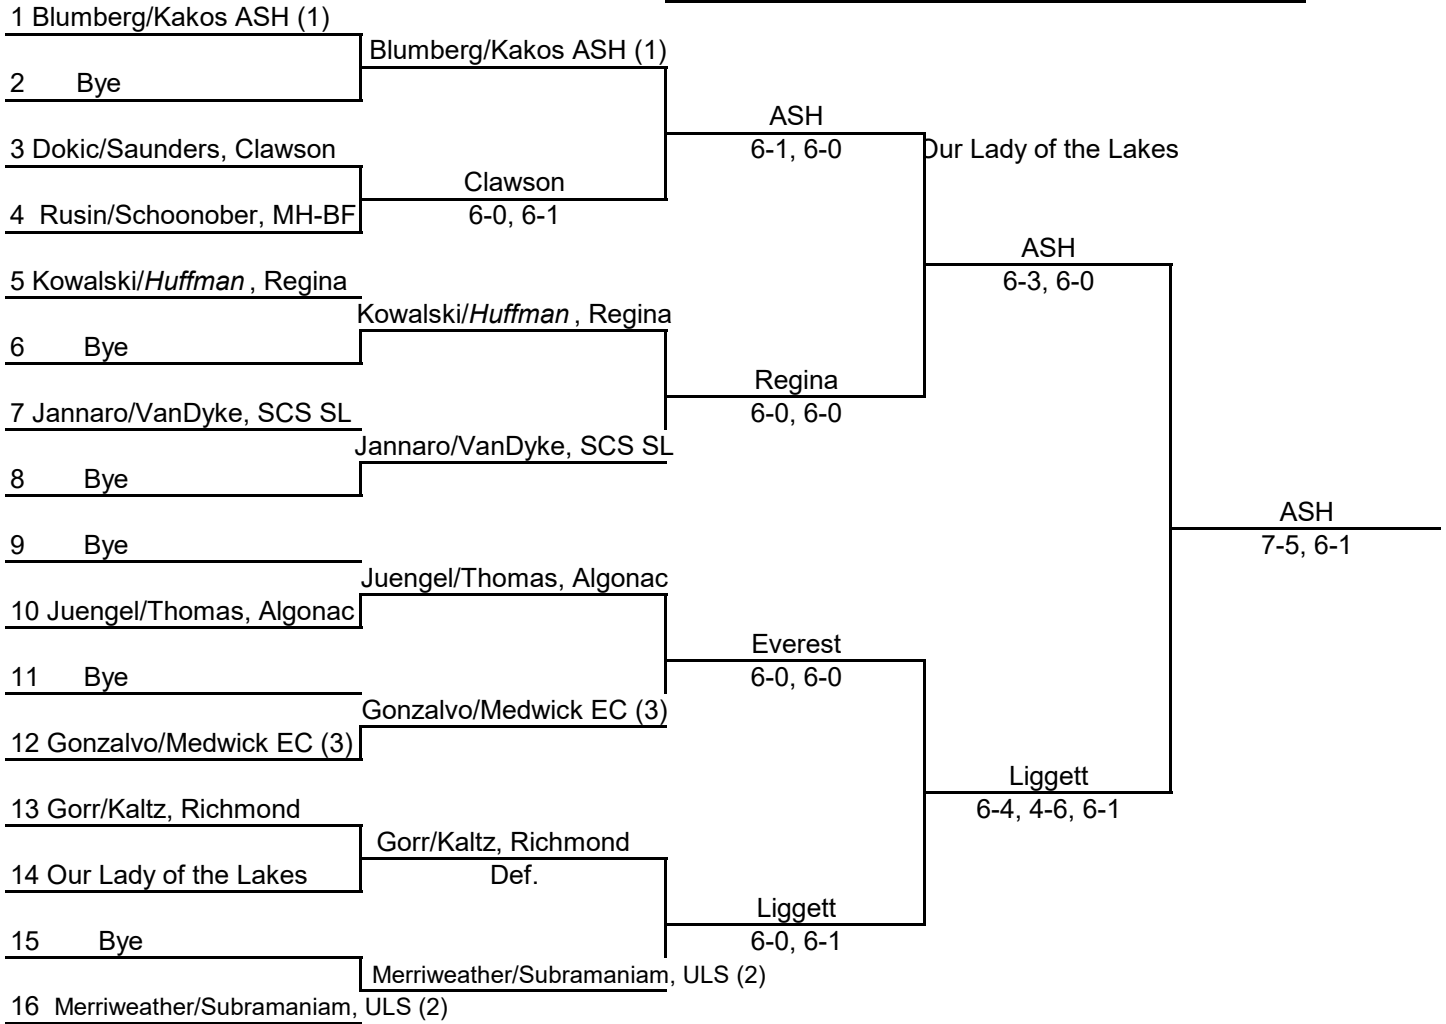 1 Blumberg/Kakos ASH (1)
Blumberg/Kakos ASH (1)
2 Bye
ASH
3 Dokic/Saunders, Clawson
6-1, 6-0
Our Lady of the Lakes
Clawson
4 Rusin/Schoonober, MH-BF
6-0, 6-1
ASH
5 Kowalski/Huffman , Regina
6-3, 6-0
Kowalski/Huffman , Regina
6 Bye
Regina
7 Jannaro/VanDyke, SCS SL
6-0, 6-0
Jannaro/VanDyke, SCS SL
8 Bye
ASH
9 Bye
7-5, 6-1
Juengel/Thomas, Algonac
10 Juengel/Thomas, Algonac
Everest
11 Bye
6-0, 6-0
Gonzalvo/Medwick EC (3)
12 Gonzalvo/Medwick EC (3)
Liggett
13 Gorr/Kaltz, Richmond
6-4, 4-6, 6-1
Gorr/Kaltz, Richmond
14 Our Lady of the Lakes
Def.
Liggett
15 Bye
6-0, 6-1
Merriweather/Subramaniam, ULS (2)
16 Merriweather/Subramaniam, ULS (2)